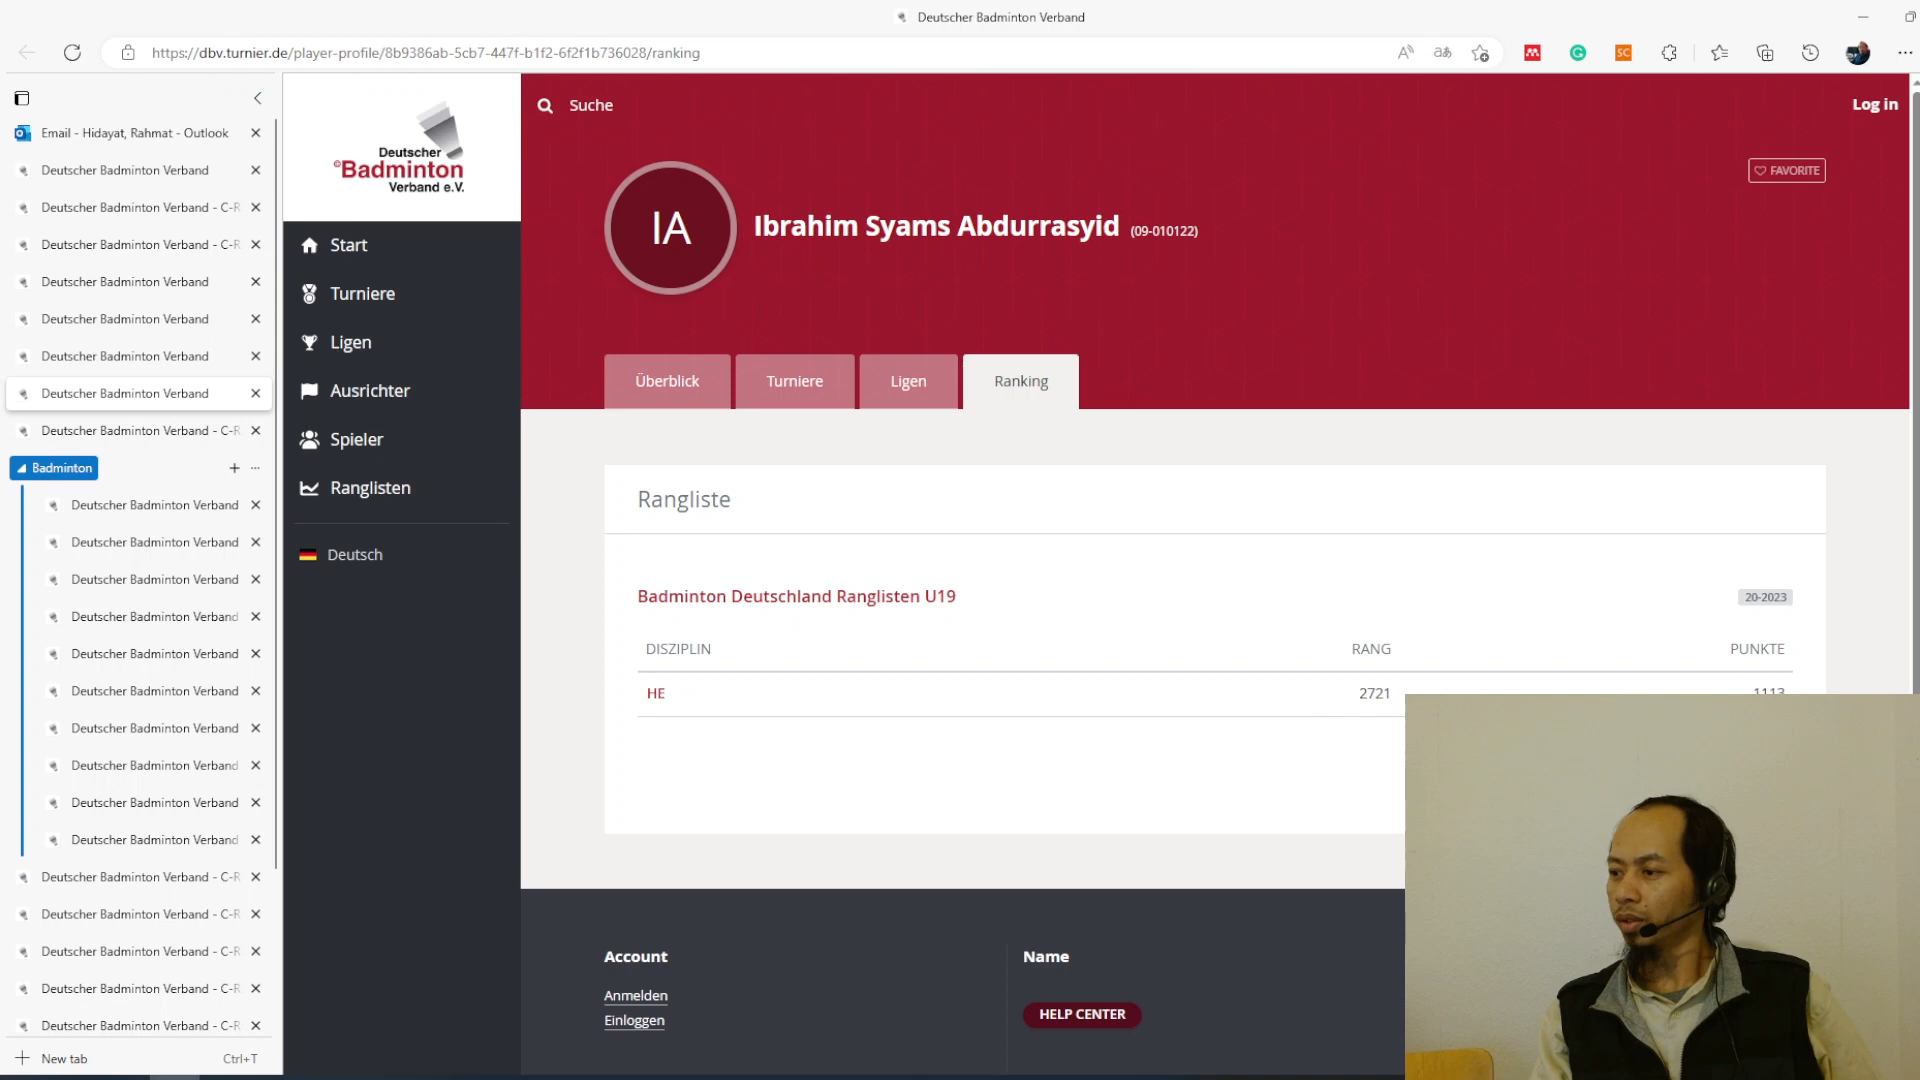 Deutscher Badminton Verband
https://dbv.turnier.de/player-profile/8b9386ab-5cb7-447f-b1f2-6f2f1b736028/ranking
Email - Hidayat, Rahmat - Outlook
Deutscher Badminton Verband
Deutscher Badminton Verband - C-R
Deutscher Badminton Verband - C-R
Deutscher Badminton Verband
Deutscher Badminton Verband
Deutscher Badminton Verband
Deutscher Badminton Verband
Deutscher Badminton Verband - C-R
Badminton
Deutscher Badminton Verband
Deutscher Badminton Verband
Deutscher Badminton Verband
Deutscher Badminton Verband
Deutscher Badminton Verband
Deutscher Badminton Verband
Deutscher Badminton Verband
Deutscher Badminton Verband
Deutscher Badminton Verband
Deutscher Badminton Verband
Deutscher Badminton Verband - C-R
Deutscher Badminton Verband - C-R
Deutscher Badminton Verband - C-R
Deutscher Badminton Verband - C-R
Deutscher Badminton Verband - C-R
New tab Ctrl+T
Deutscher
©Badminton
Verband e.V.
Start
Turniere
Ligen
Ausrichter
Spieler
Ranglisten
Deutsch
Suche
Log in
FAVORITE
IA
Ibrahim Syams Abdurrasyid (09-010122)
Überblick Turniere Ligen Ranking
Rangliste
Badminton Deutschland Ranglisten U19 20-2023
DISZIPLIN RANG PUNKTE
HE 2721 1113
Account
Anmelden
Einloggen
Name
HELP CENTER